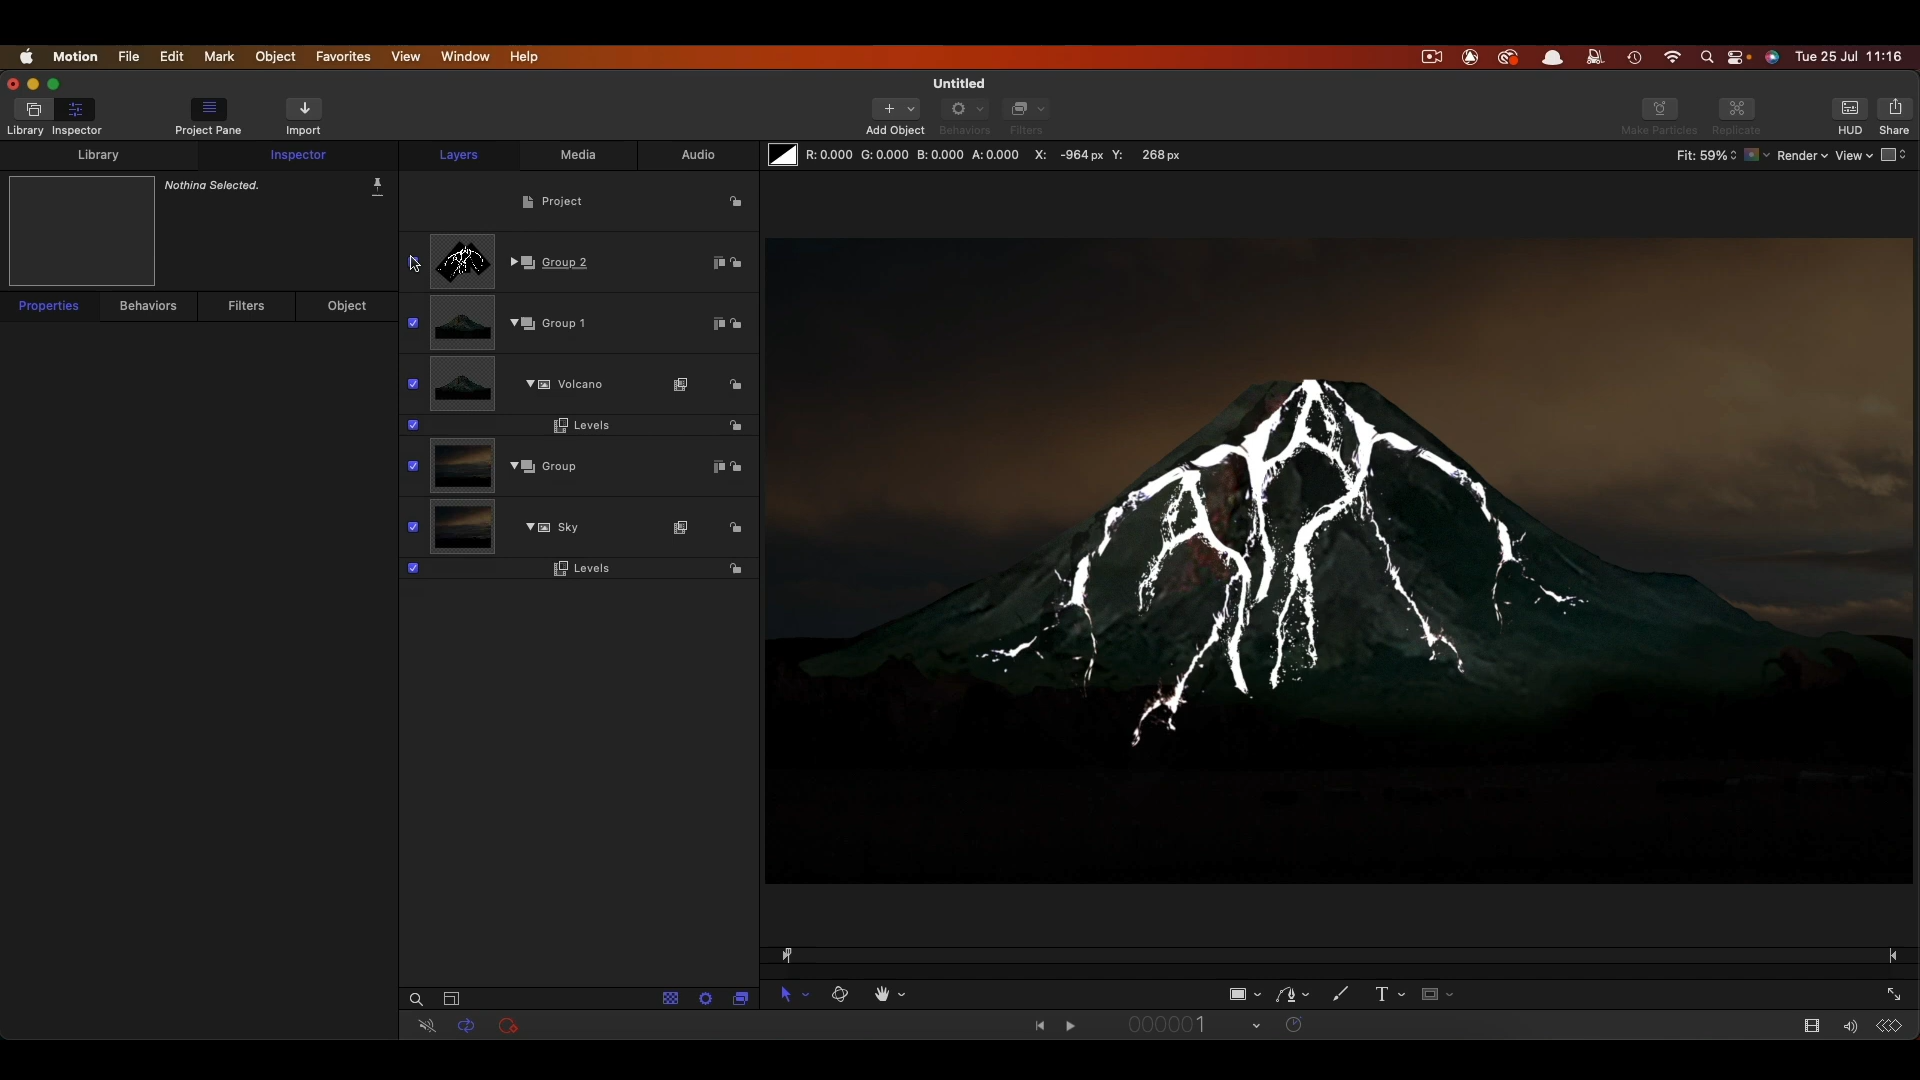 Motion File Edit Mark Object Favorites View Window Help Tue 25 Jul 11:16
Untitled
Library Inspector Project Pane Import Add Object Behaviors Filters Make Particles Replicate HUD Share
Library Inspector Layers Media Audio R: 0.000 G: 0.000 B: 0.000 A: 0.000 X: -964 px Y: 268 px Fit: 59% Render View
Nothing Selected.
Project
Group 2
Properties Behaviors Filters Object
Group 1
Volcano
Levels
Group
Sky
Levels
T
000001